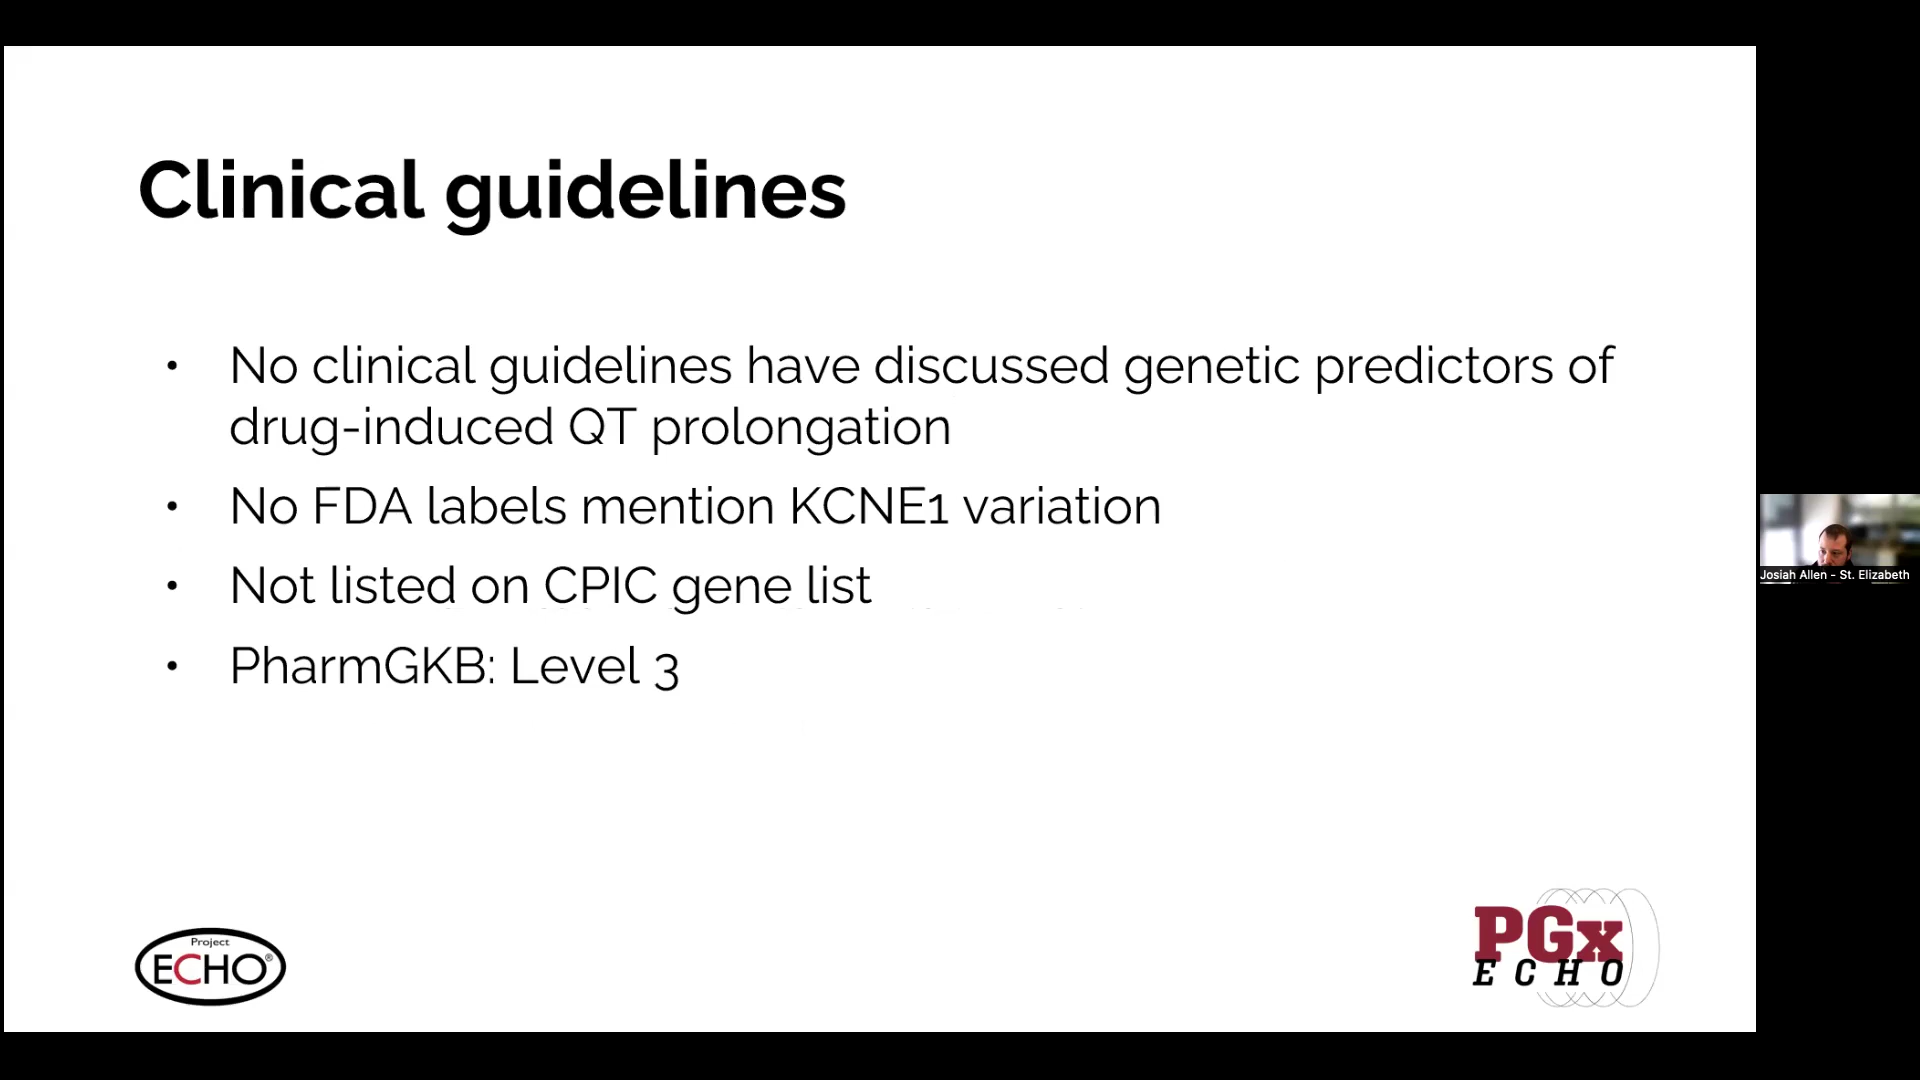 Clinical guidelines
• No clinical guidelines have discussed genetic predictors of
drug-induced QT prolongation
• No FDA labels mention KCNE1 variation
• Not listed on CPIC gene list
• PharmGKB: Level 3
Josiah Allen - St. Elizabeth
Project
ECHO®
PGx
ECHO